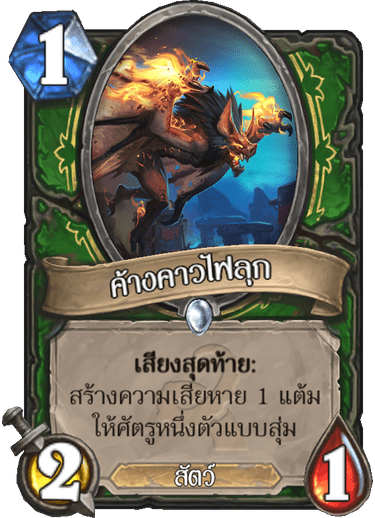 1
ค้างคาวไฟลุก
เสียงสุดท้าย:
สร้างความเสียหาย 1 แต้ม
ให้ศัตรูหนึ่งตัวแบบสุ่ม
2
สัตว์
1